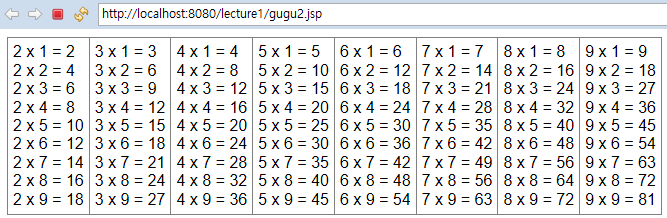 http://localhost:8080/lecture1/gugu2.jsp
2 x 1 = 2 3 x 1 = 3 4 x 1 = 4 5 x 1 = 5 6 x 1 = 6 7 x 1 = 7 8 x 1 = 8 9 x 1 = 9
2 x 2 = 4 3 x 2 = 6 4 x 2 = 8 5 x 2 = 10 6 x 2 = 12 7 x 2 = 14 8 x 2 = 16 9 x 2 = 18
2 x 3 = 6 3 x 3 = 9 4 x 3 = 12 5 x 3 = 15 6 x 3 = 18 7 x 3 = 21 8 x 3 = 24 9 x 3 = 27
2 x 4 = 8 3 x 4 = 12 4 x 4 = 16 5 x 4 = 20 6 x 4 = 24 7 x 4 = 28 8 x 4 = 32 9 x 4 = 36
2 x 5 = 10 3 x 5 = 15 4 x 5 = 20 5 x 5 = 25 6 x 5 = 30 7 x 5 = 35 8 x 5 = 40 9 x 5 = 45
2 x 6 = 12 3 x 6 = 18 4 x 6 = 24 5 x 6 = 30 6 x 6 = 36 7 x 6 = 42 8 x 6 = 48 9 x 6 = 54
2 x 7 = 14 3 x 7 = 21 4 x 7 = 28 5 x 7 = 35 6 x 7 = 42 7 x 7 = 49 8 x 7 = 56 9 x 7 = 63
2 x 8 = 16 3 x 8 = 24 4 x 8 = 32 5 x 8 = 40 6 x 8 = 48 7 x 8 = 56 8 x 8 = 64 9 x 8 = 72
2 x 9 = 18 3 x 9 = 27 4 x 9 = 36 5 x 9 = 45 6 x 9 = 54 7 x 9 = 63 8 x 9 = 72 9 x 9 = 81